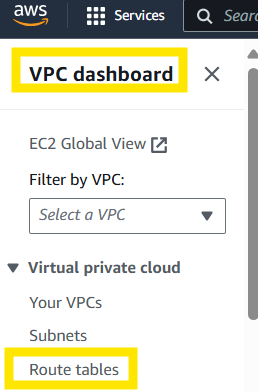 aws
Services
Sear
VPC dashboard
EC2 Global View
Filter by VPC:
Select a VPC
Virtual private cloud
Your VPCs
Subnets
Route tables